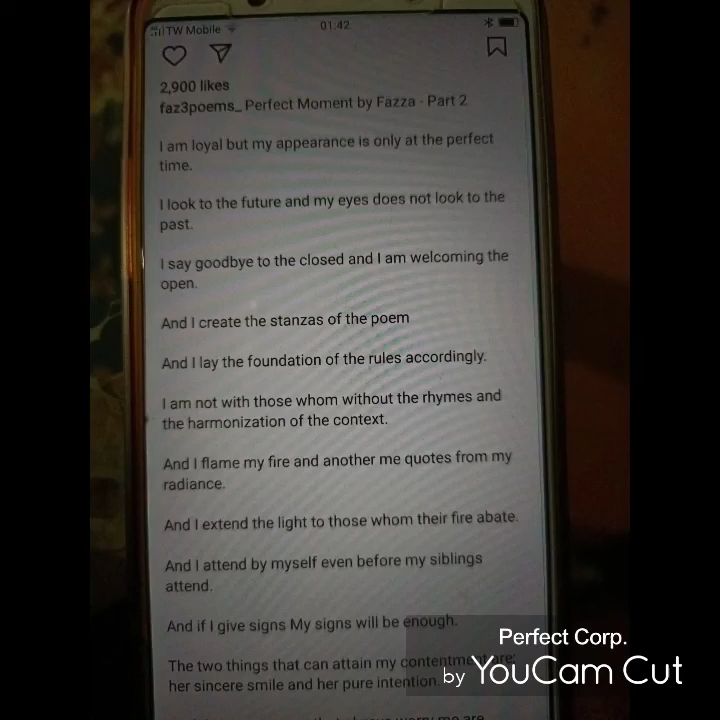 TW Mobile
01:42
2,900 likes
faz3poems_ Perfect Moment by Fazza - Part 2
I am loyal but my appearance is only at the perfect
time.
I look to the future and my eyes does not look to the
past.
I say goodbye to the closed and I am welcoming the
open.
And I create the stanzas of the poem
And I lay the foundation of the rules accordingly.
I am not with those whom without the rhymes and
the harmonization of the context.
And I flame my fire and another me quotes from my
radiance.
And I extend the light to those whom their fire abate.
And I attend by myself even before my siblings
attend.
And if I give signs My signs will be enough.
The two things that can attain my contentment are:
her sincere smile and her pure intention.
Perfect Corp.
by YouCam Cut